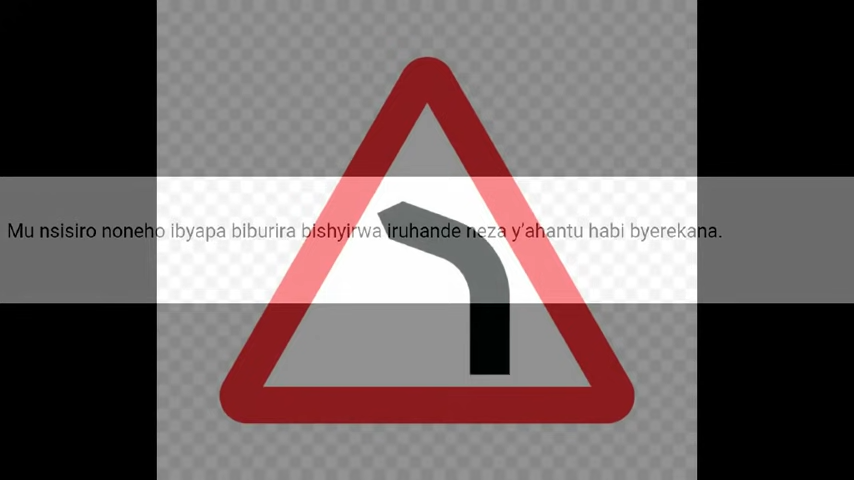 Mu nsisiro noneho ibyapa biburira bishyirwa iruhande neza y’ahantu habi byerekana.